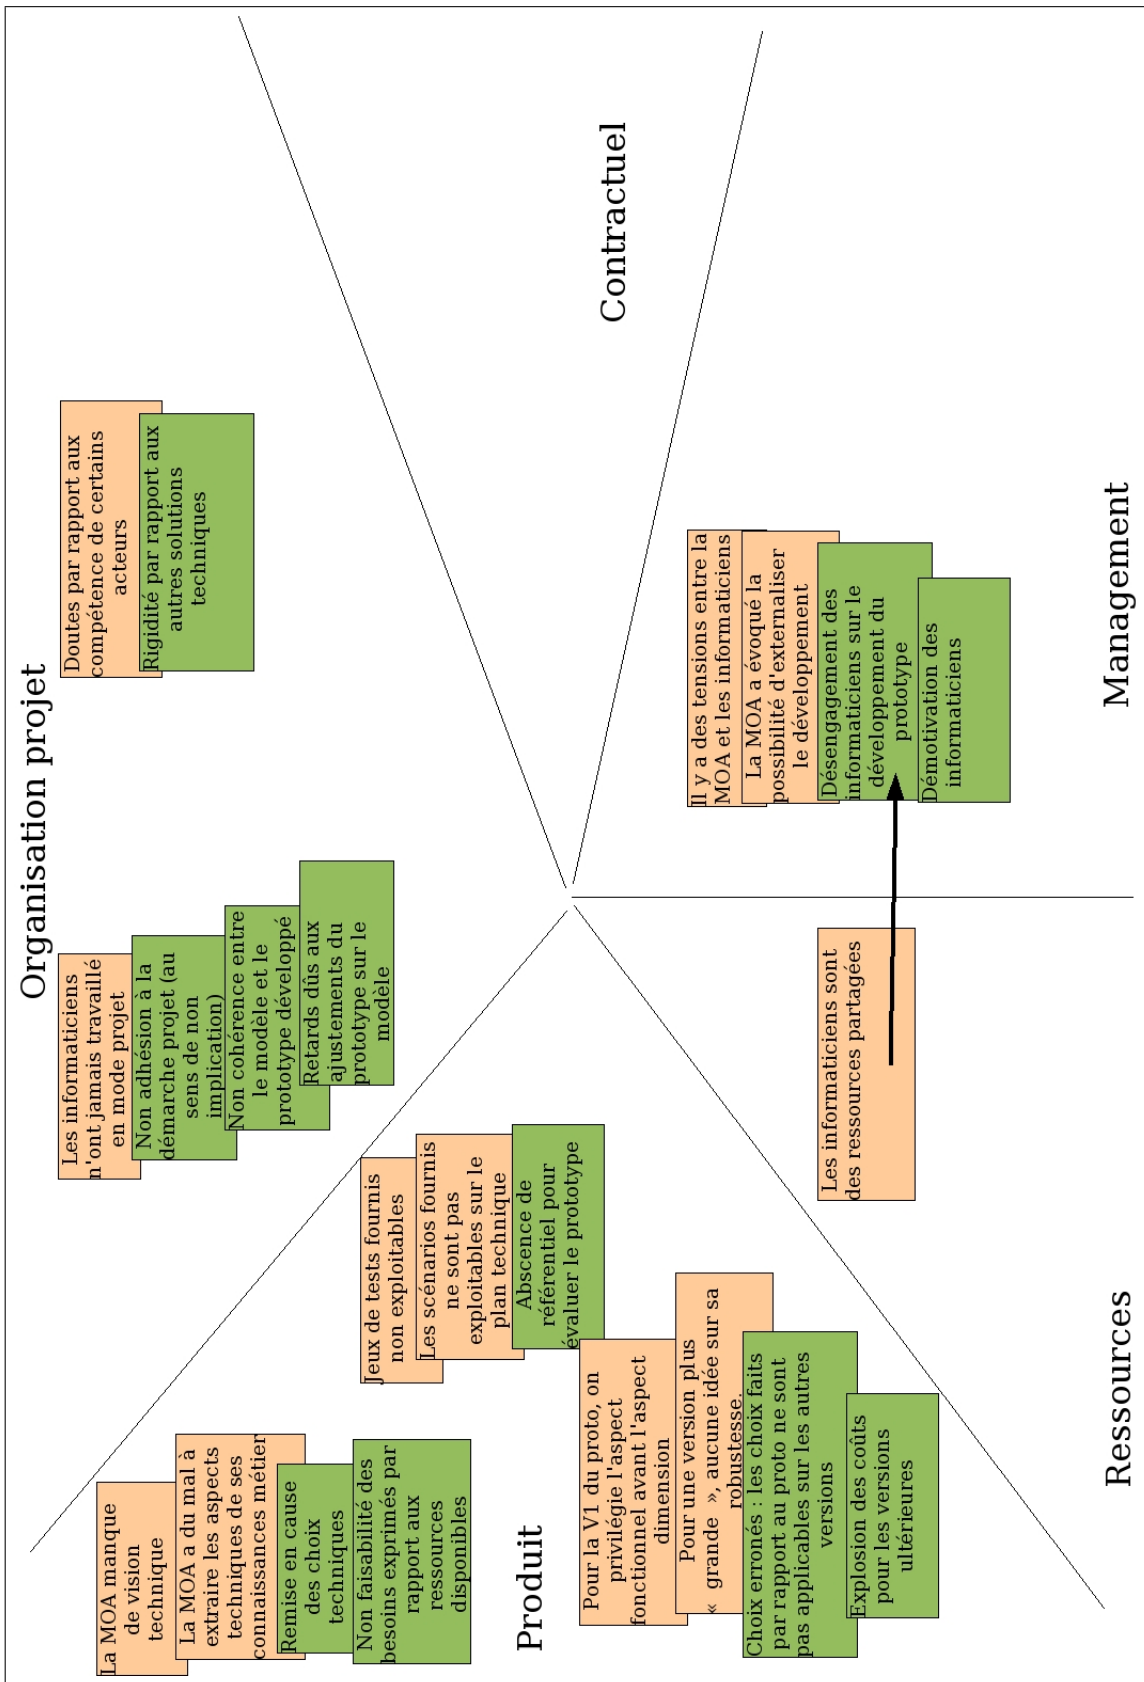 Organisation projet
Doutes par rapport aux
compétence de certains
acteurs
Rigidité par rapport aux
autres solutions
techniques
Les informaticiens
n'ont jamais travaillé
en mode projet
Non adhésion à la
démarche projet (au
sens de non
implication)
Non cohérence entre
le modèle et le
prototype développé
Retards dûs aux
ajustements du
prototype sur le
modèle
Contractuel
Produit
La MOA manque
de vision
technique
La MOA a du mal à
extraire les aspects
techniques de ses
connaissances métier
Remise en cause
des choix
techniques
Non faisabilité des
besoins exprimés par
rapport aux
ressources
disponibles
Jeux de tests fournis
non exploitables
Les scénarios fournis
ne sont pas
exploitables sur le
plan technique
Abscence de
référentiel pour
évaluer le prototype
Pour la V1 du proto, on
privilégie l'aspect
fonctionnel avant l'aspect
dimension
Pour une version plus
« grande », aucune idée sur sa
robustesse.
Choix erronés : les choix faits
par rapport au proto ne sont
pas applicables sur les autres
versions
Explosion des coûts
pour les versions
ultérieures
Ressources
Les informaticiens sont
des ressources partagées
Management
Il y a des tensions entre la
MOA et les informaticiens
La MOA a évoqué la
possibilité d'externaliser
le développement
Désengagement des
informaticiens sur le
développement du
prototype
Démotivation des
informaticiens